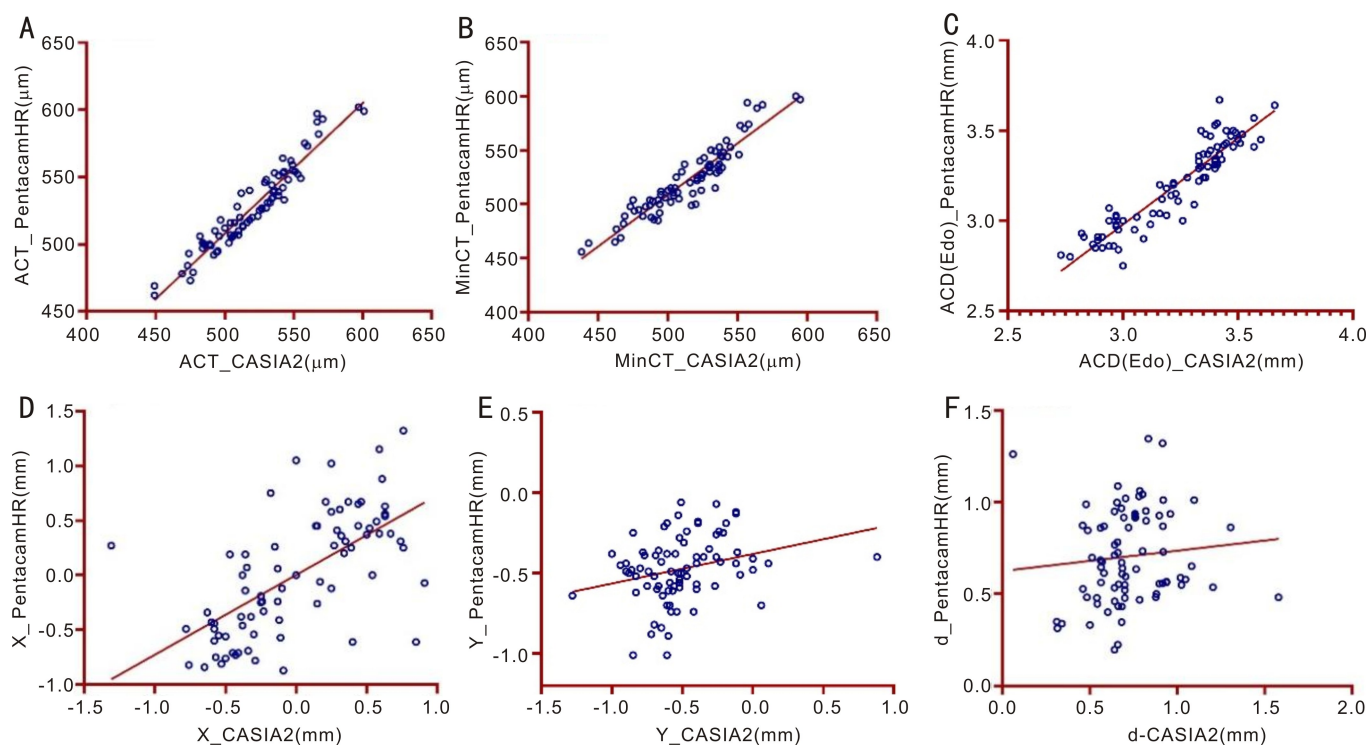 A
ACT_PentacamHR(μm)
650
600
550
500
450
400 450 500 550 600 650
ACT_CASIA2(μm)
B
MinCT_PentacamHR(μm)
650
600
550
500
450
400
400 450 500 550 600 650
MinCT_CASIA2(μm)
C
ACD(Edo)_PentacamHR(mm)
4.0
3.5
3.0
2.5
2.5 3.0 3.5 4.0
ACD(Edo)_CASIA2(mm)
D
X_PentacamHR(mm)
1.5
1.0
0.5
0.0
-0.5
-1.0
-1.5 -1.0 -0.5 0.0 0.5 1.0
X_CASIA2(mm)
E
Y_PentacamHR(mm)
0.5
0.0
-0.5
-1.0
-1.5 -1.0 -0.5 0.0 0.5 1.0
Y_CASIA2(mm)
F
d_PentacamHR(mm)
1.5
1.0
0.5
0.0
0.0 0.5 1.0 1.5 2.0
d-CASIA2(mm)